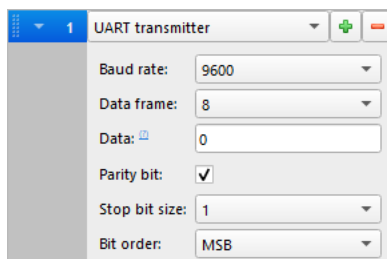 1 UART transmitter
Baud rate: 9600
Data frame: 8
Data: (?) 0
Parity bit:
Stop bit size: 1
Bit order: MSB